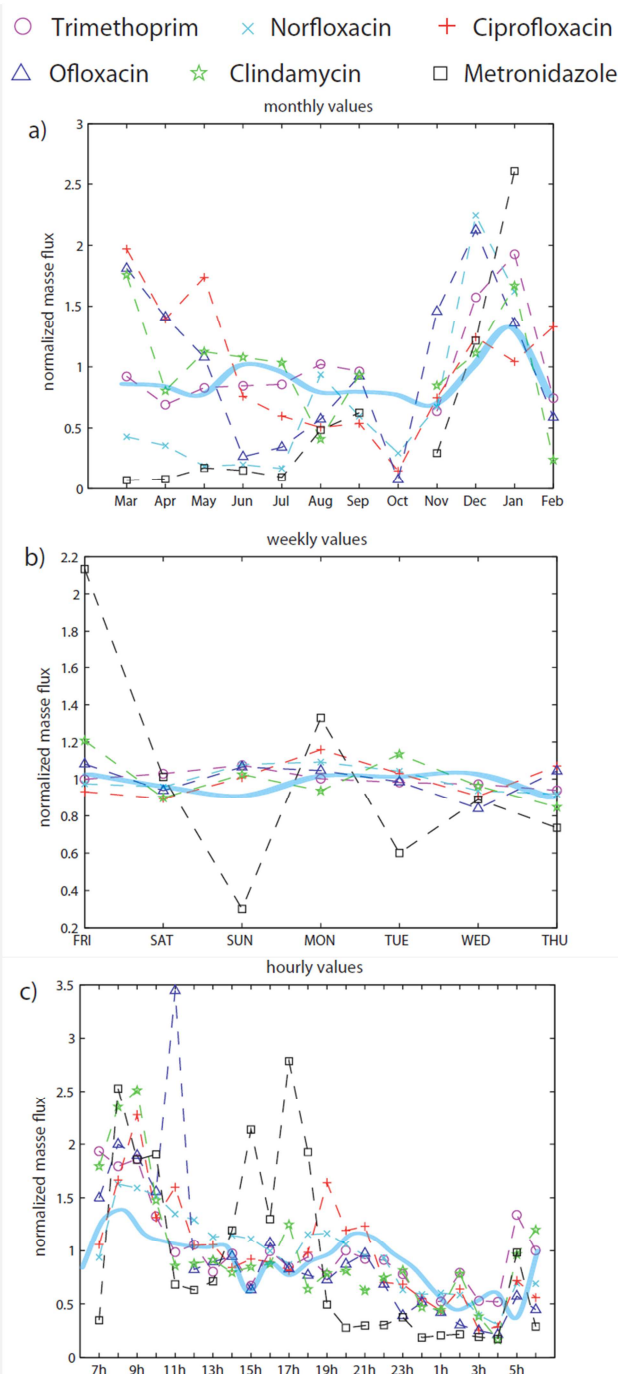 Trimethoprim Norfloxacin Ciprofloxacin
Ofloxacin Clindamycin Metronidazole
monthly values
a)
3
2.5
2
1.5
1
0.5
0
normalized masse flux
Mar Apr May Jun Jul Aug Sep Oct Nov Dec Jan Feb
weekly values
b)
2.2
2
1.8
1.6
1.4
1.2
1
0.8
0.6
0.4
0.2
normalized masse flux
FRI SAT SUN MON TUE WED THU
hourly values
c)
3.5
3
2.5
2
1.5
1
0.5
0
normalized masse flux
7h 9h 11h 13h 15h 17h 19h 21h 23h 1h 3h 5h